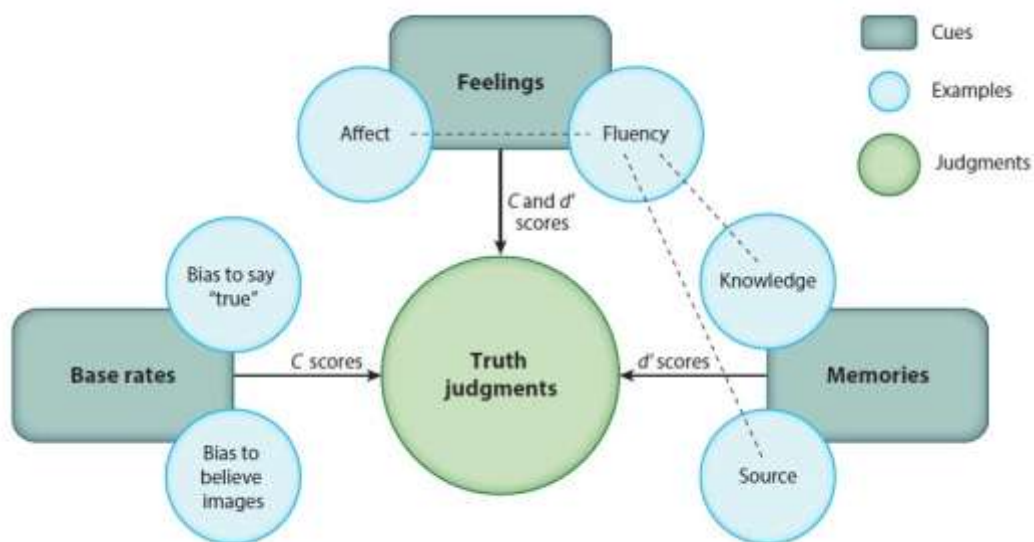 Feelings
Cues
Affect
Fluency
Examples
Judgments
C and d'
scores
Bias to say
"true"
Knowledge
Base rates
C scores
Truth
judgments
d' scores
Memories
Bias to
believe
images
Source